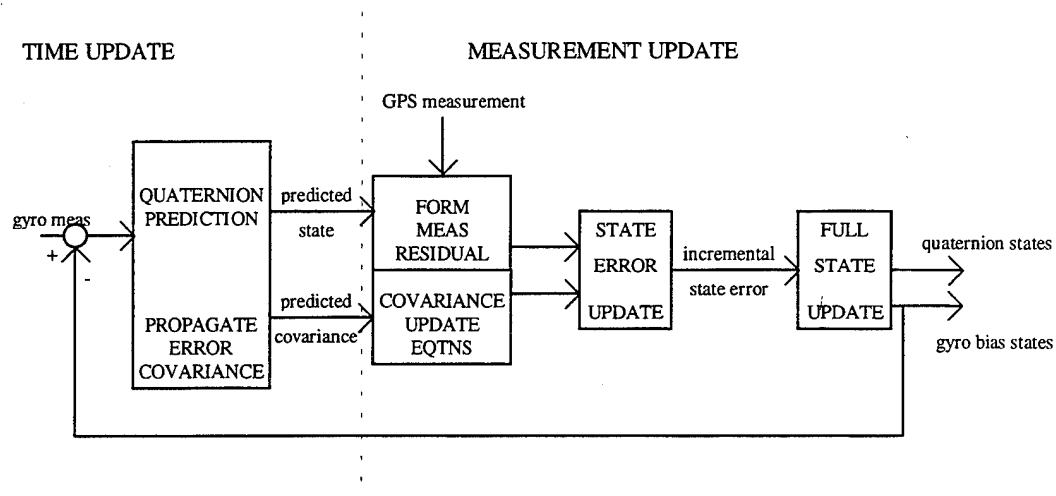 TIME UPDATE
MEASUREMENT UPDATE
GPS measurement
gyro meas
+
-
QUATERNION
PREDICTION
PROPAGATE
ERROR
COVARIANCE
predicted
state
predicted
covariance
FORM
MEAS
RESIDUAL
COVARIANCE
UPDATE
EQTNS
STATE
ERROR
UPDATE
incremental
state error
FULL
STATE
UPDATE
quaternion states
gyro bias states